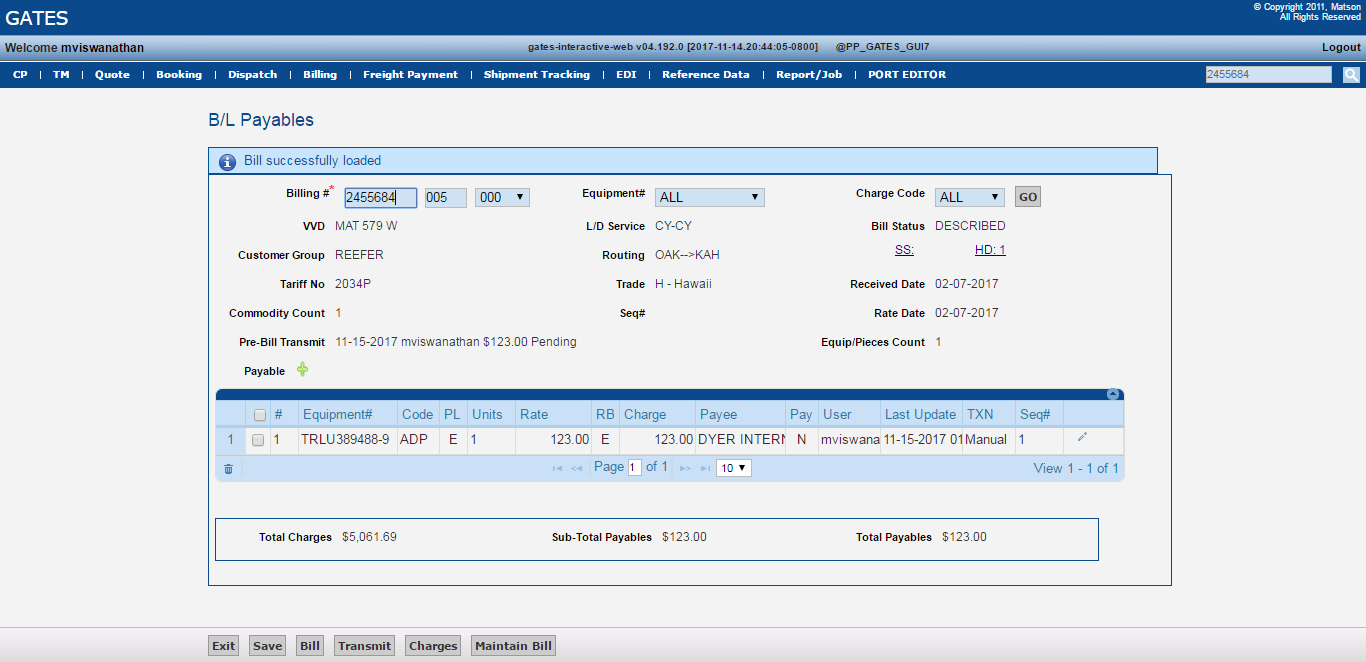 GATES
© Copyright 2011, Matson
All Rights Reserved
Welcome mviswanathan
gates-interactive-web v04.192.0 [2017-11-14.20:44:05-0800] @PP_GATES_GUI7
Logout
CP | TM | Quote | Booking | Dispatch | Billing | Freight Payment | Shipment Tracking | EDI | Reference Data | Report/Job | PORT EDITOR
2455684
B/L Payables
Bill successfully loaded
Billing #* 2455684 005 000 Equipment# ALL Charge Code ALL GO
VVD MAT 579 W L/D Service CY-CY Bill Status DESCRIBED
SS: HD: 1
Customer Group REEFER Routing OAK-->KAH
Tariff No 2034P Trade H - Hawaii Received Date 02-07-2017
Commodity Count 1 Seq# Rate Date 02-07-2017
Pre-Bill Transmit 11-15-2017 mviswanathan $123.00 Pending Equip/Pieces Count 1
Payable
# Equipment# Code PL Units Rate RB Charge Payee Pay User Last Update TXN Seq#
1 1 TRLU389488-9 ADP E 1 123.00 E 123.00 DYER INTERN N mviswana 11-15-2017 01 Manual 1
Page 1 of 1 10 View 1 - 1 of 1
Total Charges $5,061.69 Sub-Total Payables $123.00 Total Payables $123.00
Exit Save Bill Transmit Charges Maintain Bill